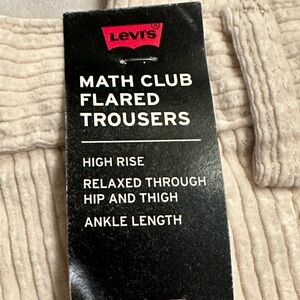 Levi's
MATH CLUB
FLARED
TROUSERS
HIGH RISE
RELAXED THROUGH
HIP AND THIGH
ANKLE LENGTH